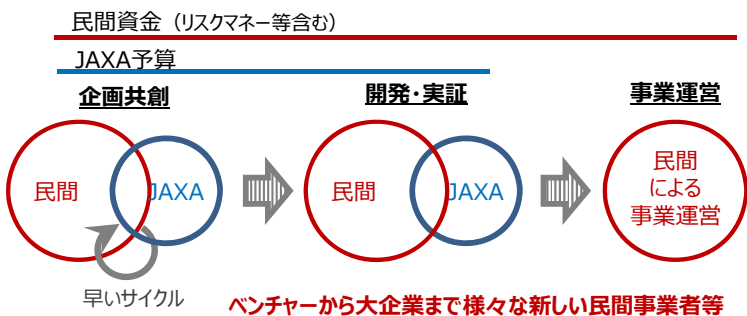 民間資金（リスクマネー等含む）
JAXA予算
企画共創
開発・実証
事業運営
民間
JAXA
民間
JAXA
民間
による
事業運営
早いサイクル
ベンチャーから大企業まで様々な新しい民間事業者等